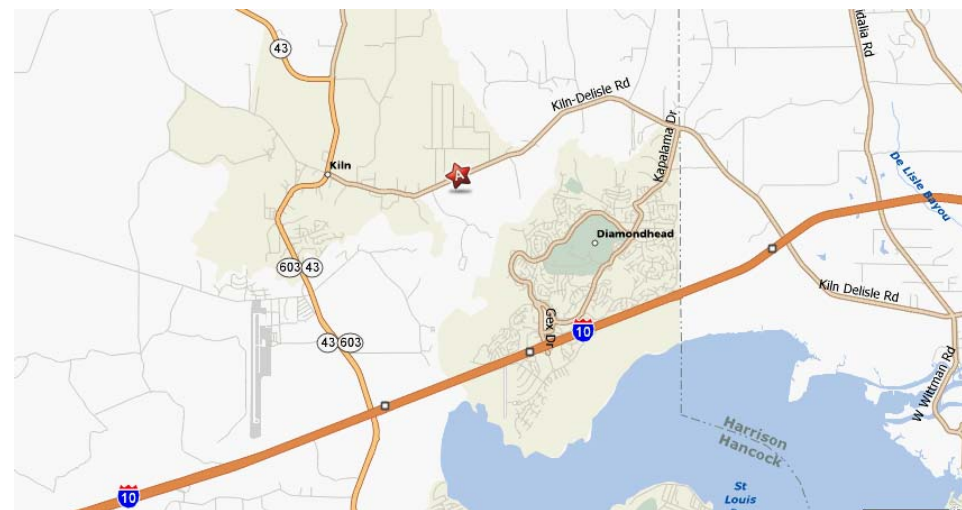 43
idalia Rd
Kiln-Delisle Rd
Kapalama Dr
De Lisle Bayou
Kiln
A
Diamondhead
603 43
Kiln Delisle Rd
Gex Dr
10
43 603
W Wittman Rd
Harrison
Hancock
10
St
Louis